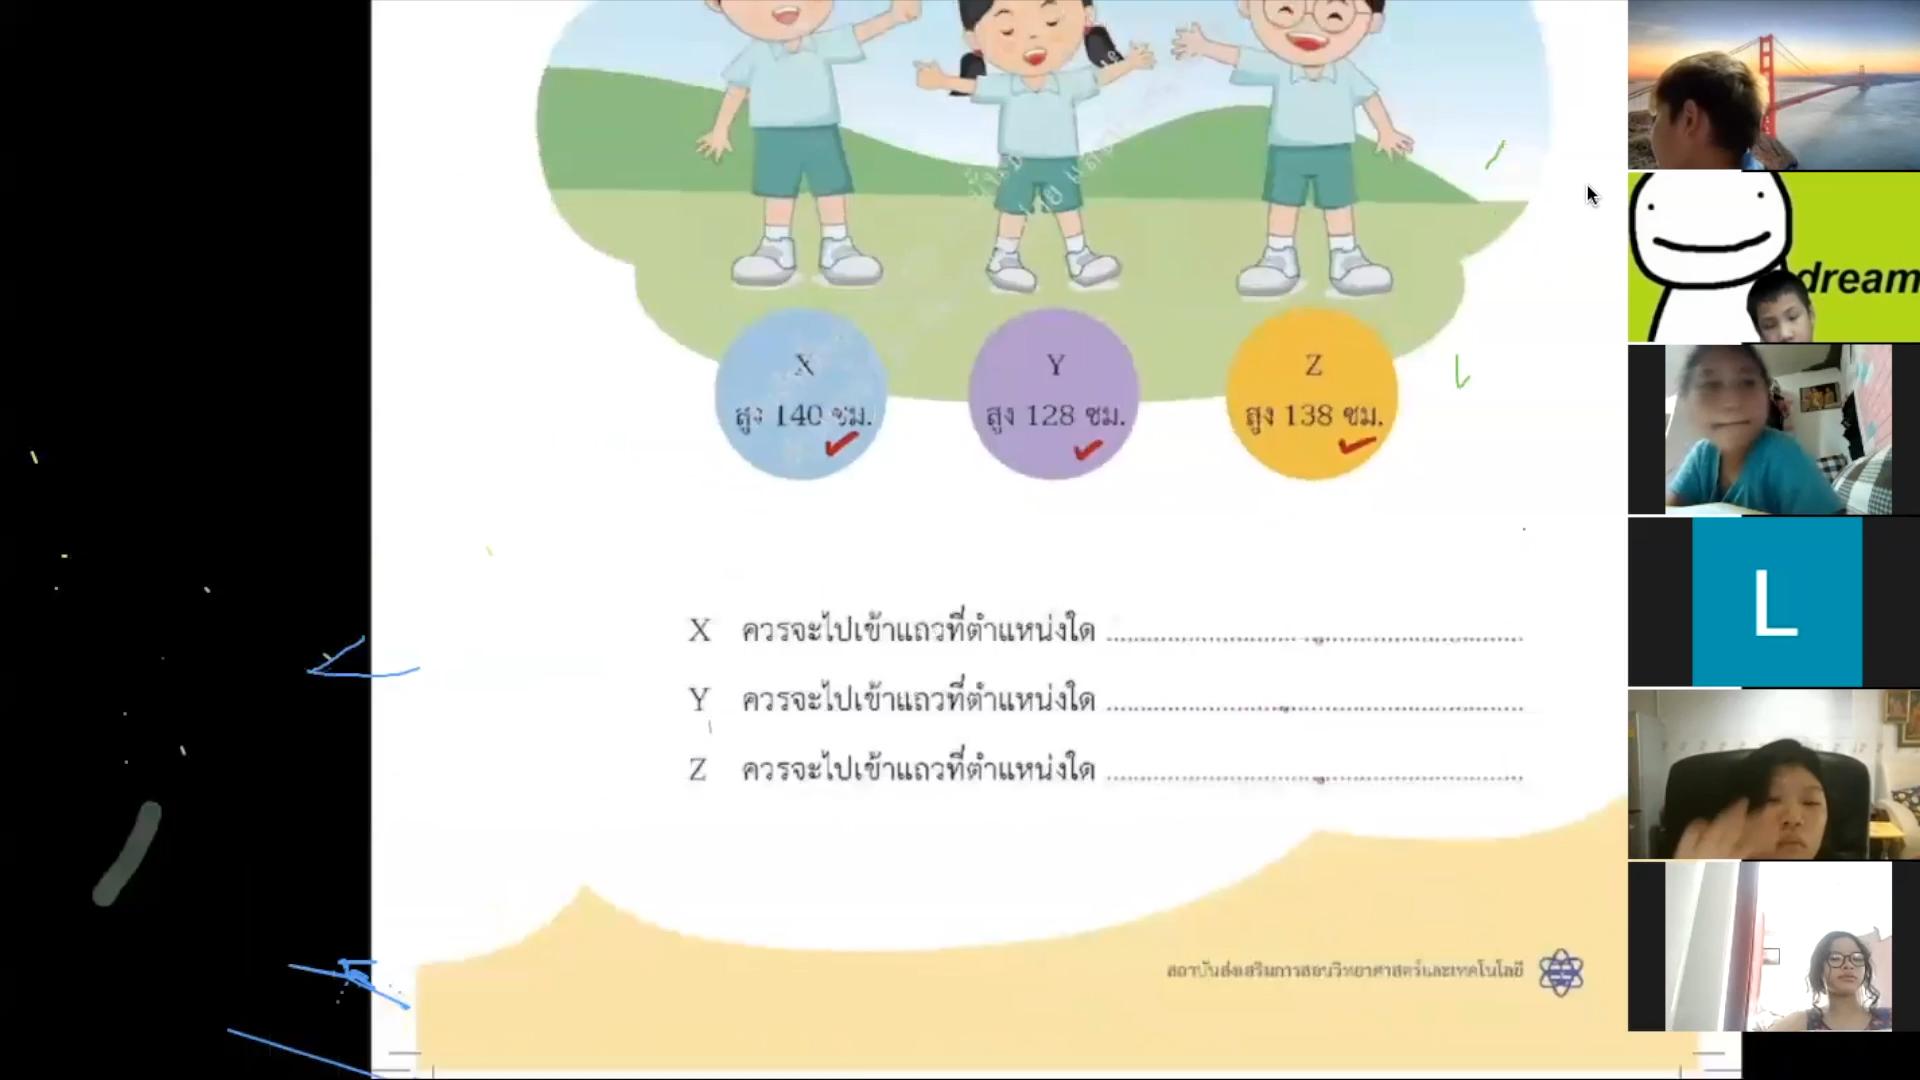 X
สูง 140 ซม.
Y
สูง 128 ซม.
Z
สูง 138 ซม.
X ควรจะไปเข้าแถวที่ตำแหน่งใด
Y ควรจะไปเข้าแถวที่ตำแหน่งใด
Z ควรจะไปเข้าแถวที่ตำแหน่งใด
สถาบันส่งเสริมการสอนวิทยาศาสตร์และเทคโนโลยี
dream
L